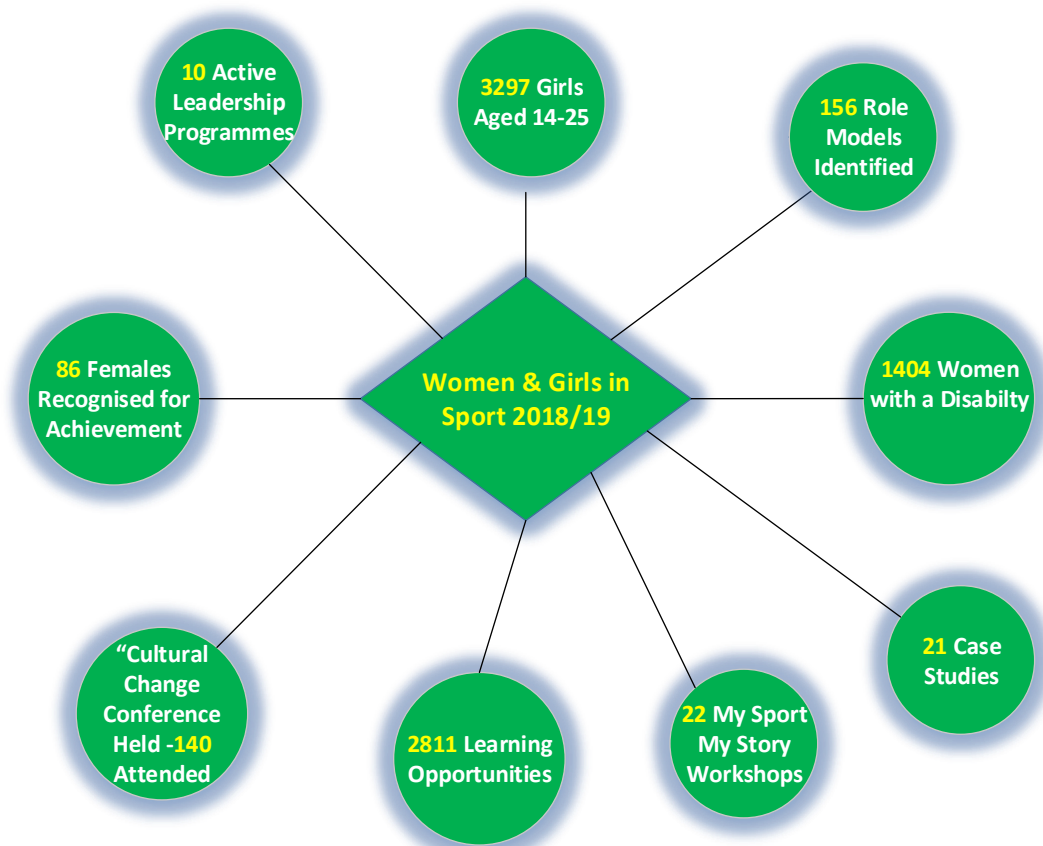 10 Active
Leadership
Programmes
3297 Girls
Aged 14-25
156 Role
Models
Identified
86 Females
Recognised for
Achievement
Women & Girls in
Sport 2018/19
1404 Women
with a Disabilty
“Cultural
Change
Conference
Held -140
Attended
2811 Learning
Opportunities
22 My Sport
My Story
Workshops
21 Case
Studies